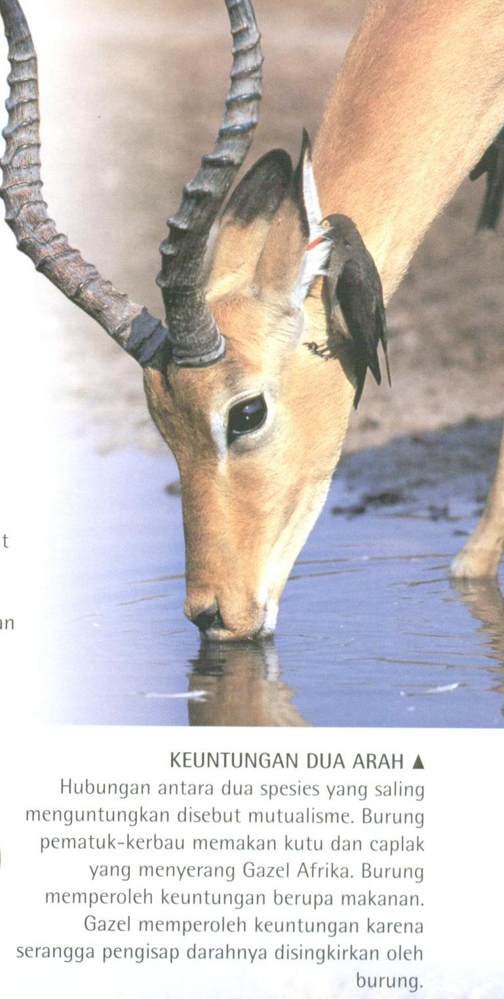 t
an
KEUNTUNGAN DUA ARAH ▲
Hubungan antara dua spesies yang saling
menguntungkan disebut mutualisme. Burung
pematuk-kerbau memakan kutu dan caplak
yang menyerang Gazel Afrika. Burung
memperoleh keuntungan berupa makanan.
Gazel memperoleh keuntungan karena
serangga pengisap darahnya disingkirkan oleh
burung.